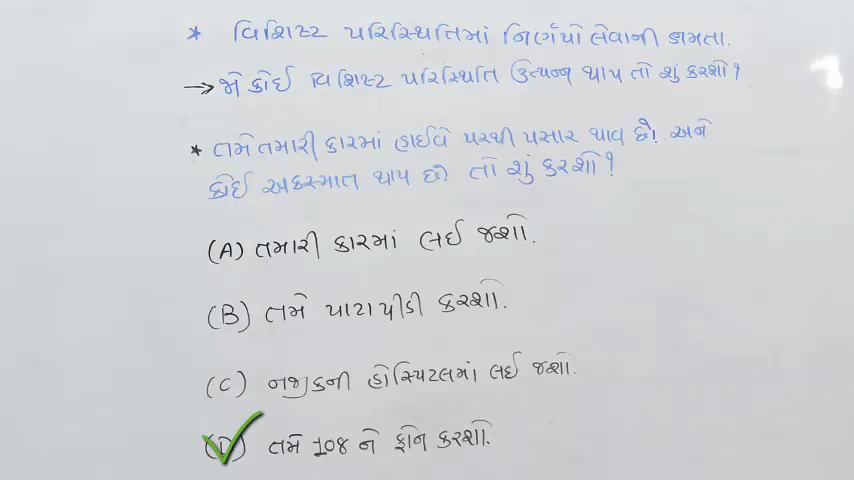 * વિશિષ્ટ પરિસ્થિતિમાં નિર્ણયો લેવાની ક્ષમતા.
→ જો કોઈ વિશિષ્ટ પરિસ્થિતિ ઉત્પન્ન થાય તો શું કરશો?
* તમે તમારી કારમાં હાઈવે પરથી પસાર થાવ છો. અને
કોઈ અકસ્માત થાય છે. તો શું કરશો?
(A) તમારી કારમાં લઈ જશો.
(B) તમે પાટાપીંડી કરશો.
(C) નજીકની હોસ્પિટલમાં લઈ જશો.
(D) તમે 108 ને ફોન કરશો.